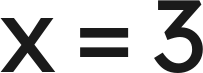 x = 3